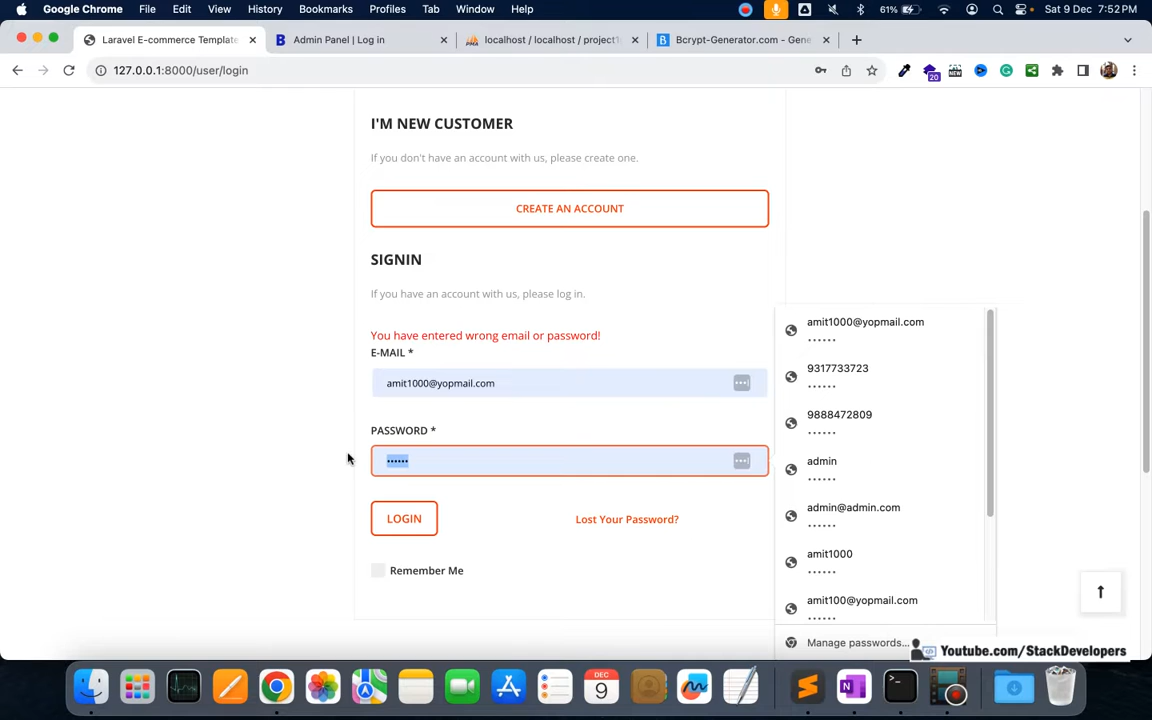 Google Chrome File Edit View History Bookmarks Profiles Tab Window Help 61% Sat 9 Dec 7:52 PM
Laravel E-commerce Template Admin Panel | Log in localhost / localhost / project1 Bcrypt-Generator.com - Gene
127.0.0.1:8000/user/login 20 NEW
I'M NEW CUSTOMER
If you don't have an account with us, please create one.
CREATE AN ACCOUNT
SIGNIN
If you have an account with us, please log in.
You have entered wrong email or password!
E-MAIL *
amit1000@yopmail.com
PASSWORD *
••••••
LOGIN Lost Your Password?
Remember Me
amit1000@yopmail.com
••••••
9317733723
••••••
9888472809
••••••
admin
••••••
admin@admin.com
••••••
amit1000
••••••
amit100@yopmail.com
••••••
Manage passwords...
Youtube.com/StackDevelopers
DEC
9